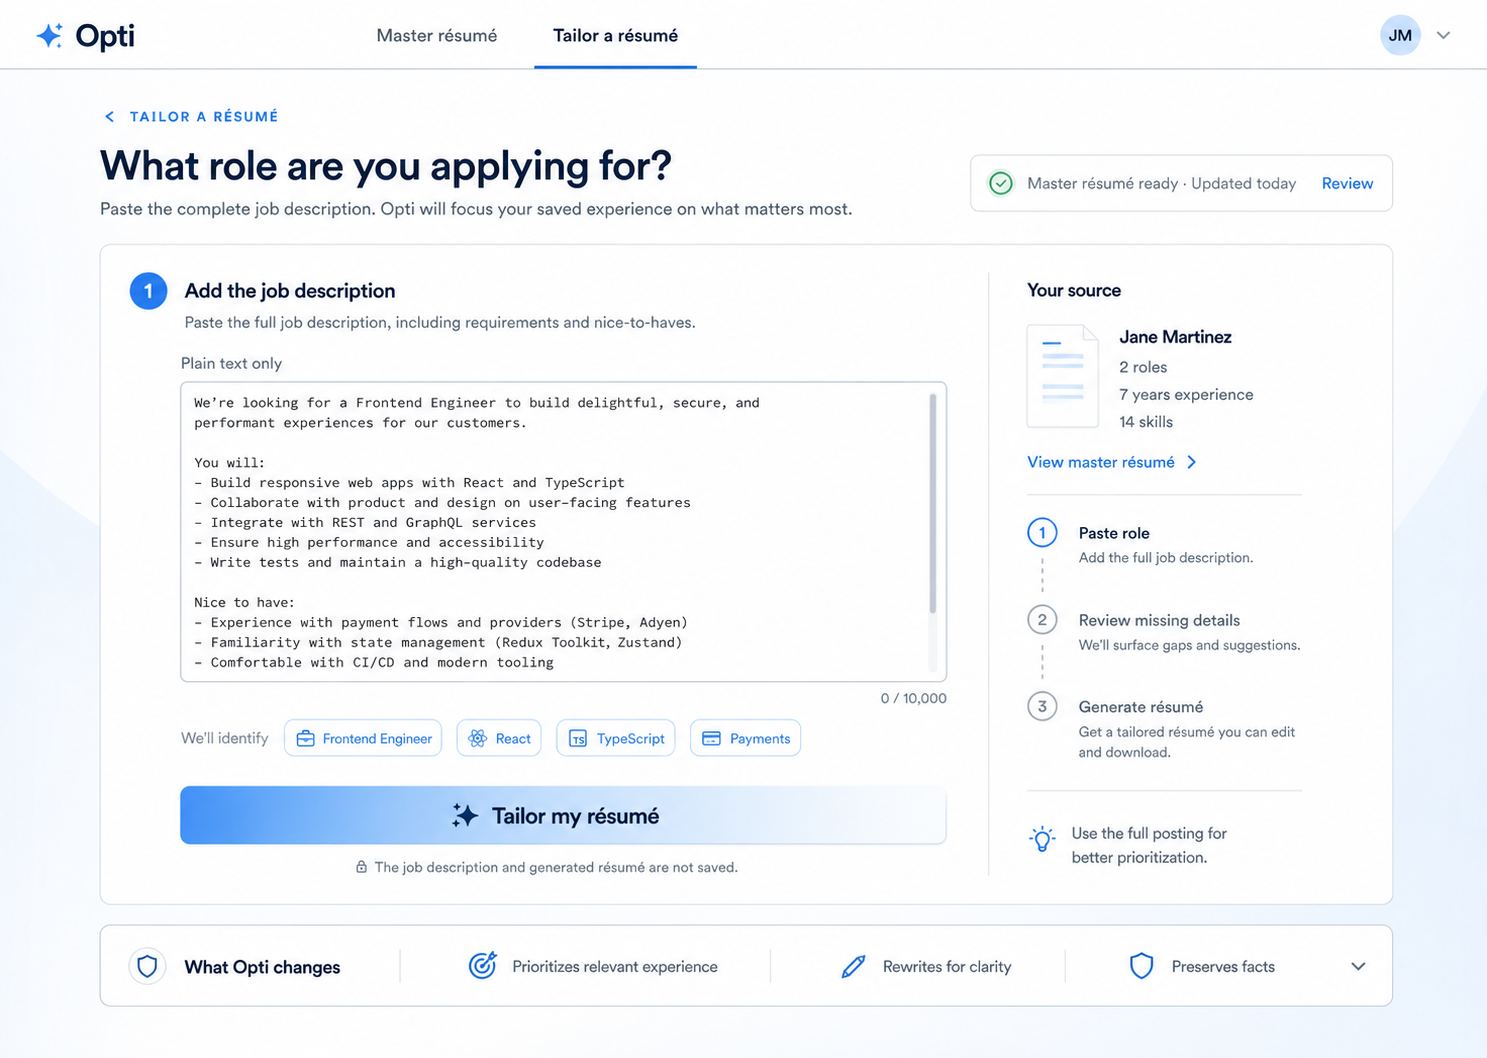 Opti
Master résumé
Tailor a résumé
JM
TAILOR A RÉSUMÉ
What role are you applying for?
Paste the complete job description. Opti will focus your saved experience on what matters most.
Master résumé ready · Updated today
Review
1
Add the job description
Paste the full job description, including requirements and nice-to-haves.
Plain text only
We're looking for a Frontend Engineer to build delightful, secure, and
performant experiences for our customers.
You will:
- Build responsive web apps with React and TypeScript
- Collaborate with product and design on user-facing features
- Integrate with REST and GraphQL services
- Ensure high performance and accessibility
- Write tests and maintain a high-quality codebase
Nice to have:
- Experience with payment flows and providers (Stripe, Adyen)
- Familiarity with state management (Redux Toolkit, Zustand)
- Comfortable with CI/CD and modern tooling
0 / 10,000
We'll identify
Frontend Engineer
React
TS
TypeScript
Payments
Tailor my résumé
The job description and generated résumé are not saved.
Your source
Jane Martinez
2 roles
7 years experience
14 skills
View master résumé
1
Paste role
Add the full job description.
2
Review missing details
We'll surface gaps and suggestions.
3
Generate résumé
Get a tailored résumé you can edit
and download.
Use the full posting for
better prioritization.
What Opti changes
Prioritizes relevant experience
Rewrites for clarity
Preserves facts